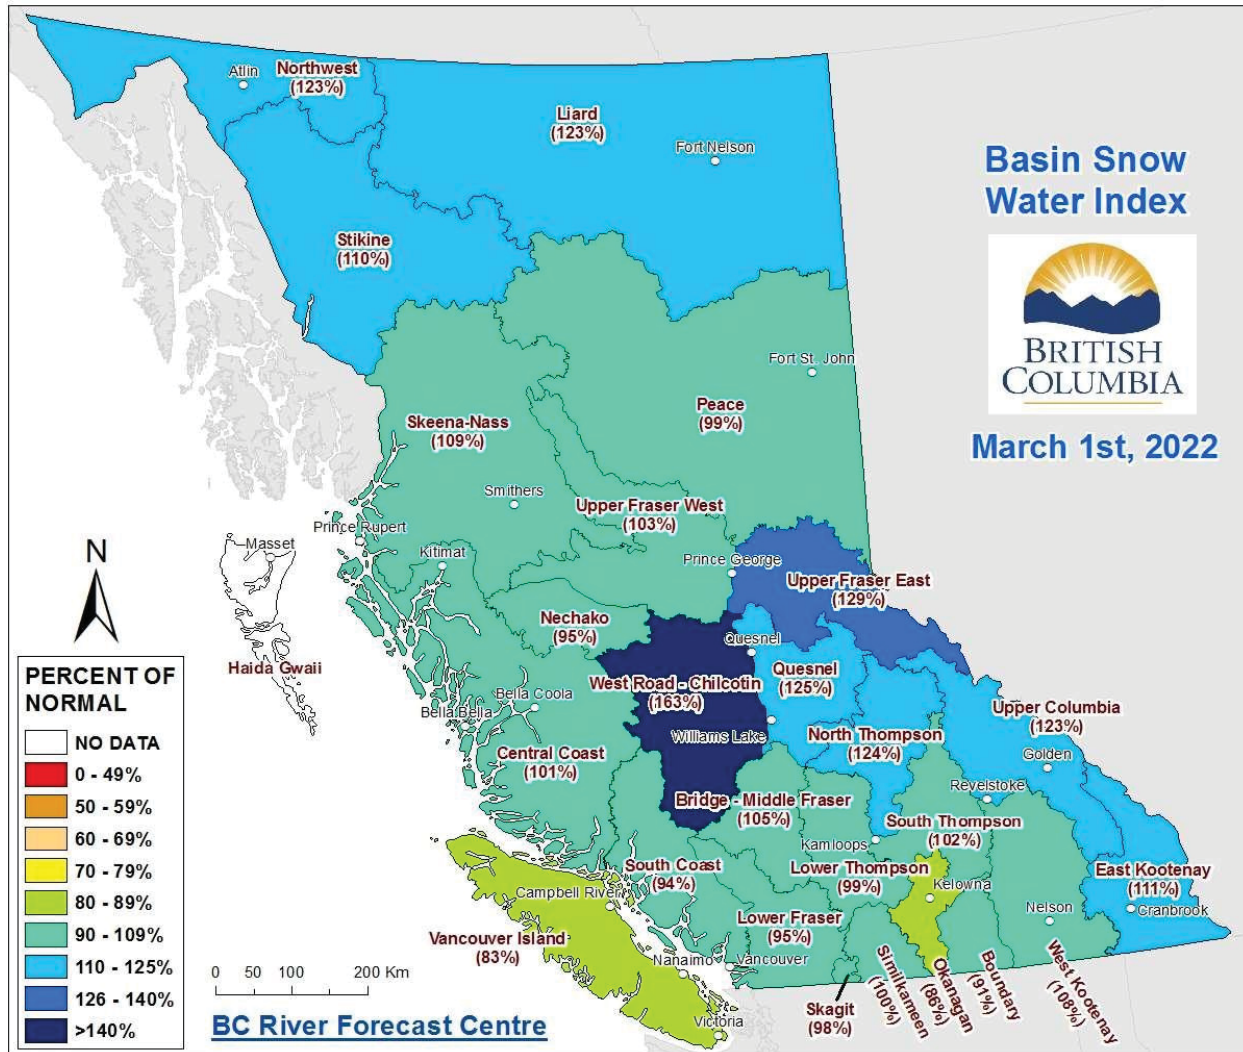 Atlin
Northwest
(123%)
Liard
(123%)
Fort Nelson
Basin Snow
Water Index
Stikine
(110%)
BRITISH
COLUMBIA
Fort St. John
March 1st, 2022
Peace
(99%)
Skeena-Nass
(109%)
Smithers
Upper Fraser West
(103%)
Prince Rupert
Masset
Kitimat
N
Prince George
Upper Fraser East
(129%)
Nechako
(95%)
Quesnel
Haida Gwaii
West Road - Chilcotin
(163%)
Quesnel
(125%)
Bella Coola
Bella Bella
Upper Columbia
(123%)
Williams Lake
North Thompson
(124%)
Central Coast
(101%)
Golden
Revelstoke
Bridge - Middle Fraser
(105%)
South Thompson
(102%)
Kamloops
South Coast
(94%)
Lower Thompson
(99%)
East Kootenay
(111%)
Campbell River
Kelowna
Cranbrook
Nelson
Lower Fraser
(95%)
Vancouver Island
(83%)
Nanaimo
Vancouver
Victoria
Skagit
(98%)
Similkameen
(100%)
Okanagan
(86%)
Boundary
(91%)
West Kootenay
(108%)
PERCENT OF
NORMAL
NO DATA
0 - 49%
50 - 59%
60 - 69%
70 - 79%
80 - 89%
90 - 109%
110 - 125%
126 - 140%
>140%
0 50 100 200 Km
BC River Forecast Centre